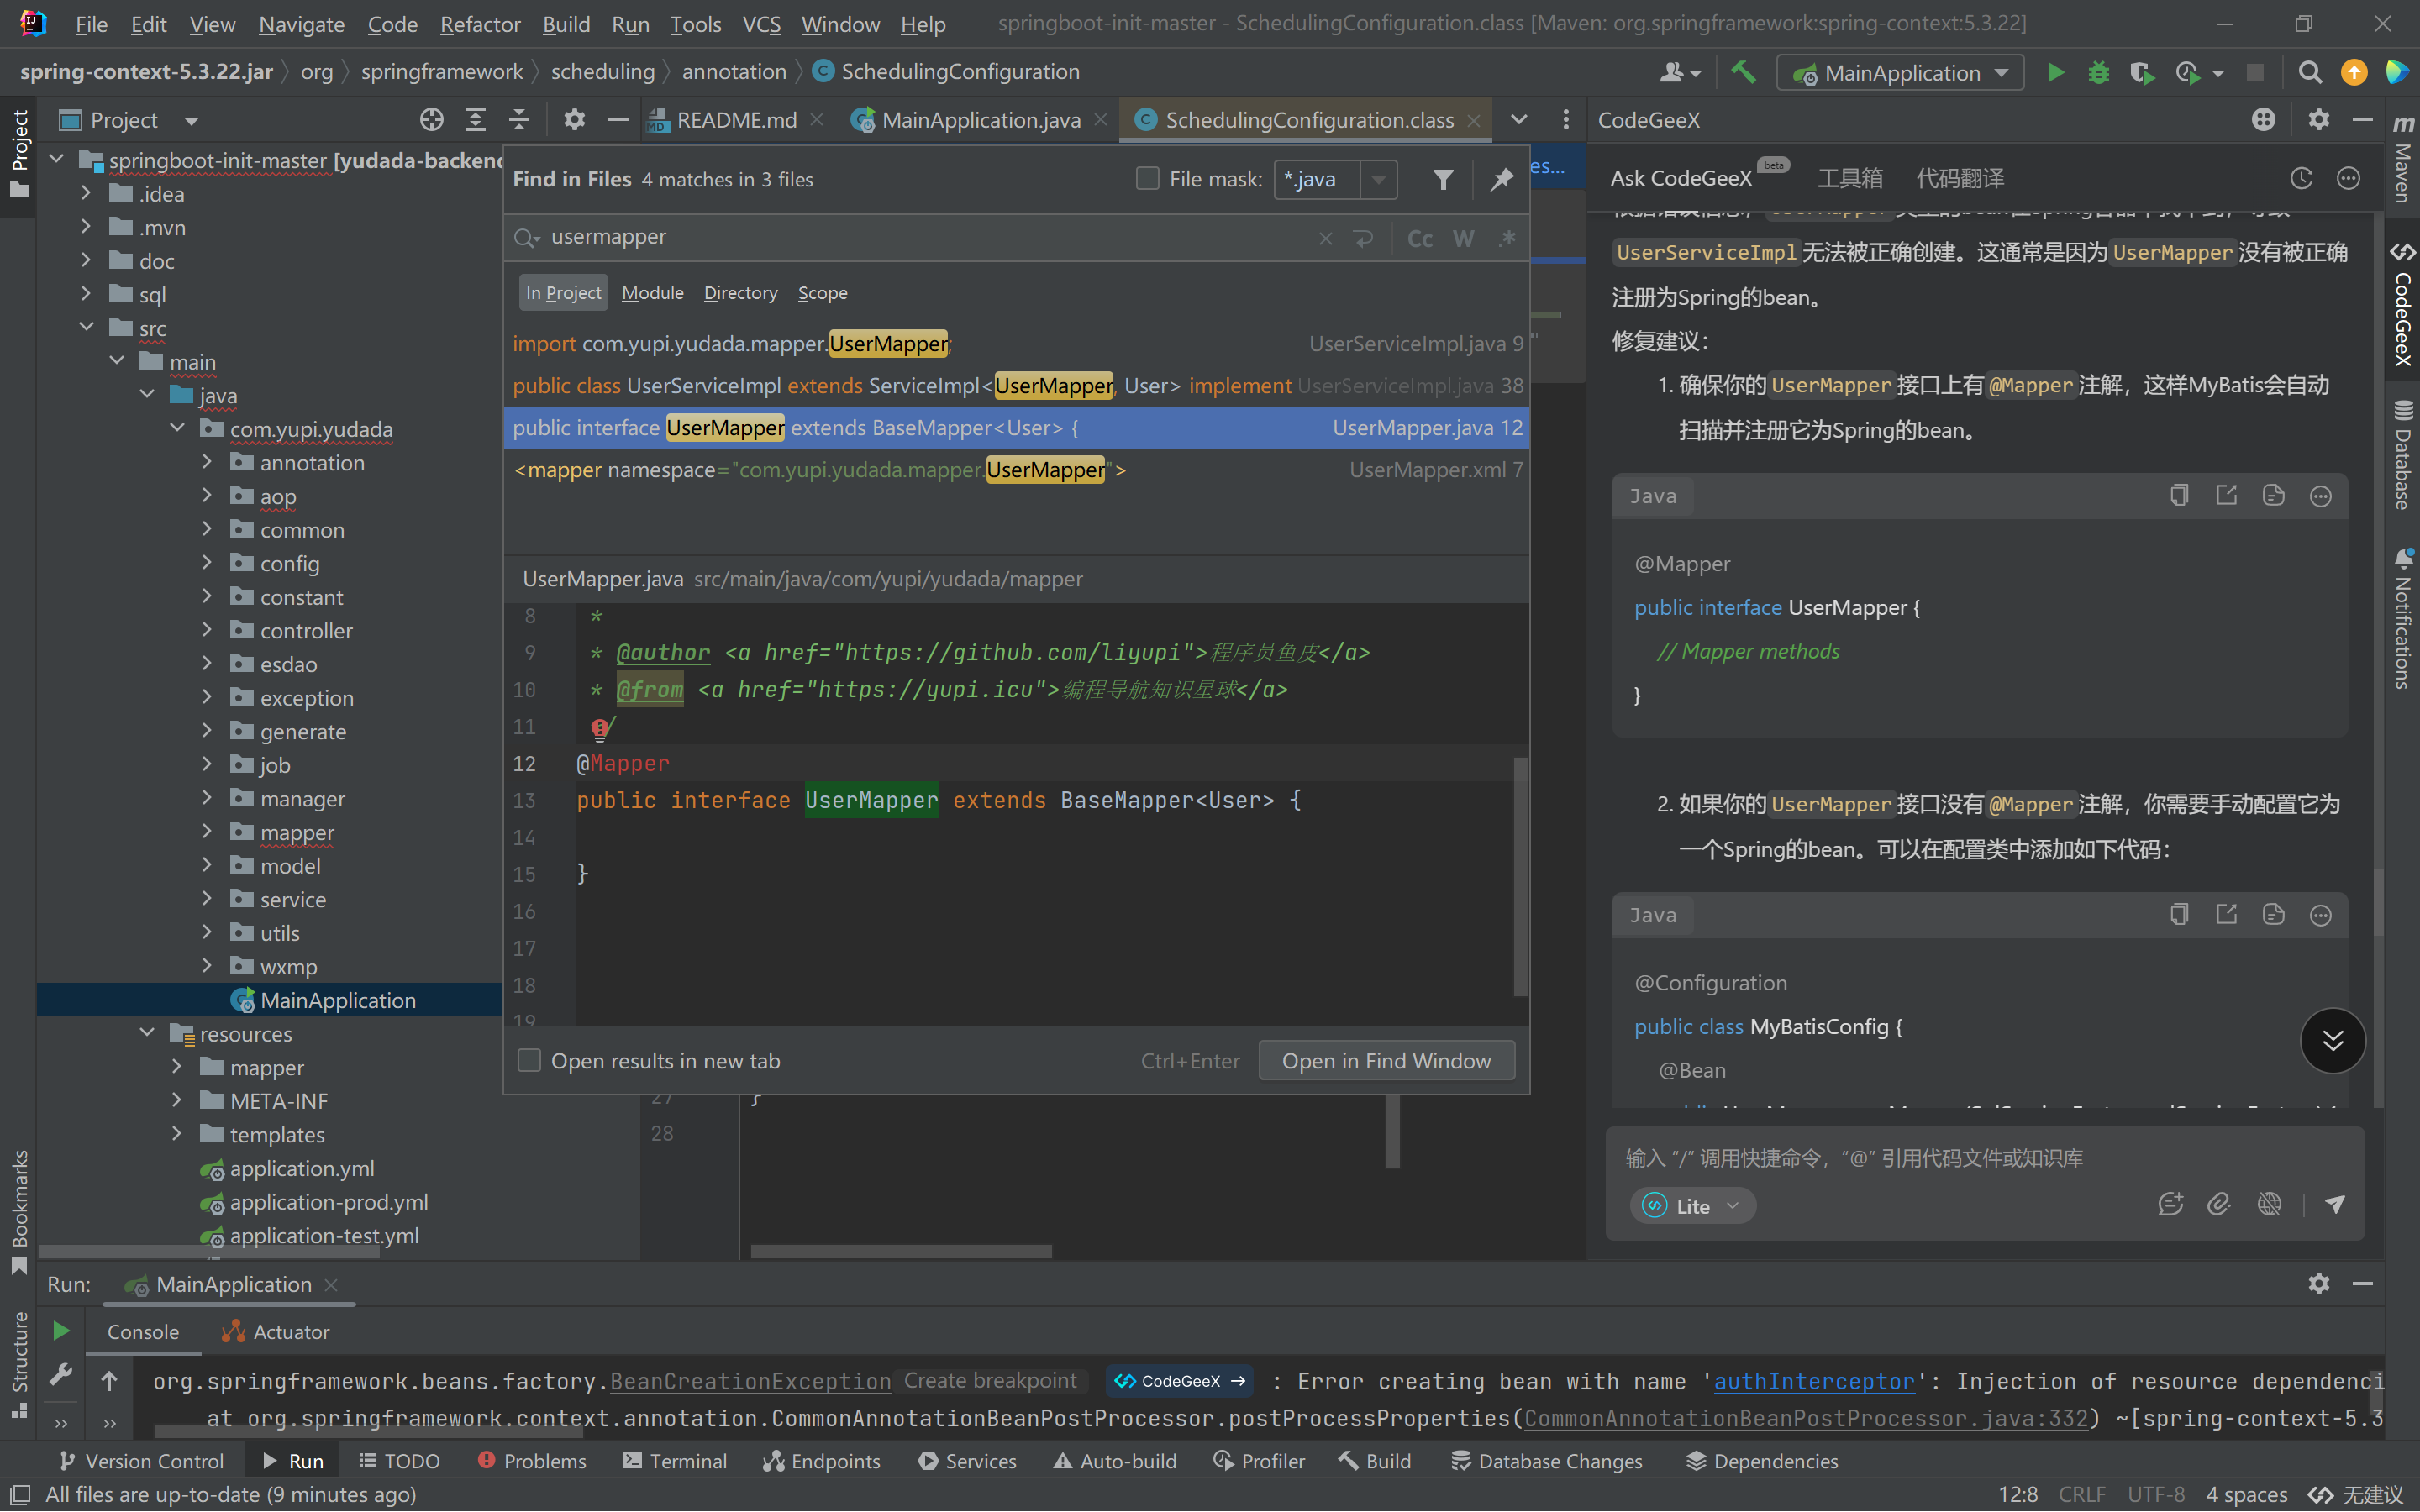 File Edit View Navigate Code Refactor Build Run Tools VCS Window Help springboot-init-master - SchedulingConfiguration.class [Maven: org.springframework:spring-context:5.3.22]
spring-context-5.3.22.jar org springframework scheduling annotation SchedulingConfiguration MainApplication
Project README.md MainApplication.java SchedulingConfiguration.class CodeGeeX
springboot-init-master [yudada-backend
.idea
.mvn
doc
sql
src
main
java
com.yupi.yudada
annotation
aop
common
config
constant
controller
esdao
exception
generate
job
manager
mapper
model
service
utils
wxmp
MainApplication
resources
mapper
META-INF
templates
application.yml
application-prod.yml
application-test.yml
Project
Bookmarks
Structure
Find in Files 4 matches in 3 files File mask: *.java
usermapper Cc W .*
In Project Module Directory Scope
import com.yupi.yudada.mapper.UserMapper; UserServiceImpl.java 9
public class UserServiceImpl extends ServiceImpl<UserMapper, User> implement UserServiceImpl.java 38
public interface UserMapper extends BaseMapper<User> { UserMapper.java 12
<mapper namespace="com.yupi.yudada.mapper.UserMapper"> UserMapper.xml 7
UserMapper.java src/main/java/com/yupi/yudada/mapper
8 *
9 * @author <a href="https://github.com/liyupi">程序员鱼皮</a>
10 * @from <a href="https://yupi.icu">编程导航知识星球</a>
11 /
12 @Mapper
13 public interface UserMapper extends BaseMapper<User> {
14
15 }
16
17
18
19
Open results in new tab Ctrl+Enter Open in Find Window
es...
"
27 }
28
Ask CodeGeeX beta 工具箱 代码翻译
UserServiceImpl无法被正确创建。这通常是因为UserMapper没有被正确
注册为Spring的bean。
修复建议：
1. 确保你的UserMapper接口上有@Mapper注解，这样MyBatis会自动
扫描并注册它为Spring的bean。
Java
@Mapper
public interface UserMapper {
// Mapper methods
}
2. 如果你的UserMapper接口没有@Mapper注解，你需要手动配置它为
一个Spring的bean。可以在配置类中添加如下代码：
Java
@Configuration
public class MyBatisConfig {
@Bean
输入 “/” 调用快捷命令，“@” 引用代码文件或知识库
Lite
m Maven
CodeGeeX
Database
Notifications
Run: MainApplication
Console Actuator
org.springframework.beans.factory.BeanCreationException Create breakpoint CodeGeeX → : Error creating bean with name 'authInterceptor': Injection of resource dependenci
at org.springframework.context.annotation.CommonAnnotationBeanPostProcessor.postProcessProperties(CommonAnnotationBeanPostProcessor.java:332) ~[spring-context-5.3
Version Control Run TODO Problems Terminal Endpoints Services Auto-build Profiler Build Database Changes Dependencies
All files are up-to-date (9 minutes ago) 12:8 CRLF UTF-8 4 spaces 无建议